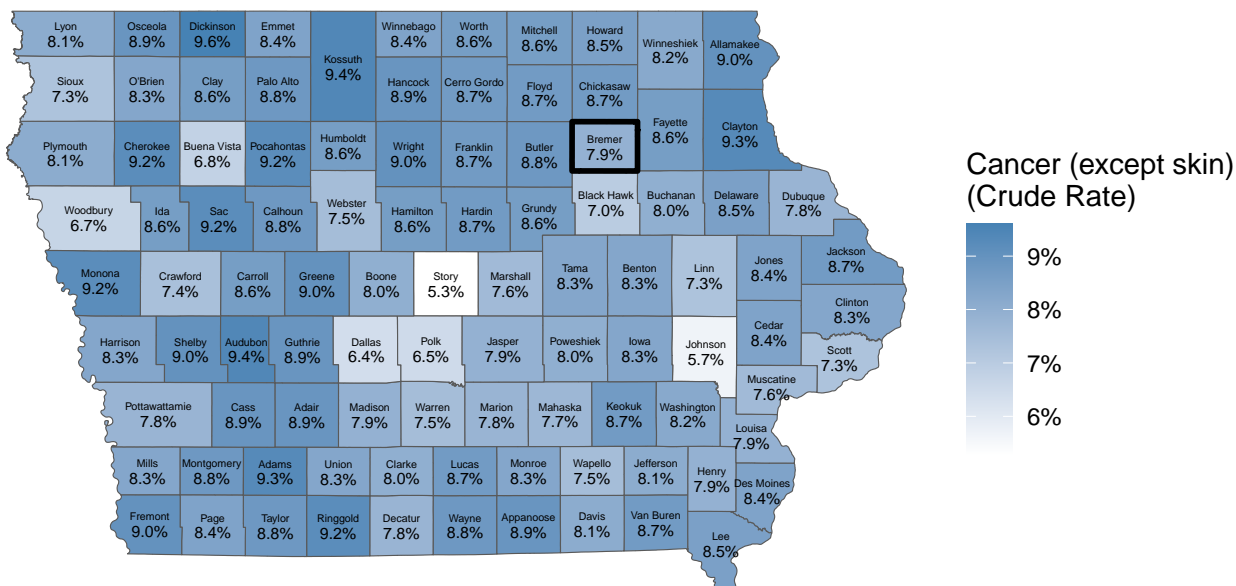 Lyon
8.1%
Osceola
8.9%
Dickinson
9.6%
Emmet
8.4%
Kossuth
9.4%
Winnebago
8.4%
Worth
8.6%
Mitchell
8.6%
Howard
8.5%
Winneshiek
8.2%
Allamakee
9.0%
Sioux
7.3%
O'Brien
8.3%
Clay
8.6%
Palo Alto
8.8%
Hancock
8.9%
Cerro Gordo
8.7%
Floyd
8.7%
Chickasaw
8.7%
Fayette
8.6%
Clayton
9.3%
Plymouth
8.1%
Cherokee
9.2%
Buena Vista
6.8%
Pocahontas
9.2%
Humboldt
8.6%
Wright
9.0%
Franklin
8.7%
Butler
8.8%
Bremer
7.9%
Woodbury
6.7%
Ida
8.6%
Sac
9.2%
Calhoun
8.8%
Webster
7.5%
Hamilton
8.6%
Hardin
8.7%
Grundy
8.6%
Black Hawk
7.0%
Buchanan
8.0%
Delaware
8.5%
Dubuque
7.8%
Monona
9.2%
Crawford
7.4%
Carroll
8.6%
Greene
9.0%
Boone
8.0%
Story
5.3%
Marshall
7.6%
Tama
8.3%
Benton
8.3%
Linn
7.3%
Jones
8.4%
Jackson
8.7%
Clinton
8.3%
Harrison
8.3%
Shelby
9.0%
Audubon
9.4%
Guthrie
8.9%
Dallas
6.4%
Polk
6.5%
Jasper
7.9%
Poweshiek
8.0%
Iowa
8.3%
Johnson
5.7%
Cedar
8.4%
Scott
7.3%
Muscatine
7.6%
Pottawattamie
7.8%
Cass
8.9%
Adair
8.9%
Madison
7.9%
Warren
7.5%
Marion
7.8%
Mahaska
7.7%
Keokuk
8.7%
Washington
8.2%
Louisa
7.9%
Mills
8.3%
Montgomery
8.8%
Adams
9.3%
Union
8.3%
Clarke
8.0%
Lucas
8.7%
Monroe
8.3%
Wapello
7.5%
Jefferson
8.1%
Henry
7.9%
Des Moines
8.4%
Fremont
9.0%
Page
8.4%
Taylor
8.8%
Ringgold
9.2%
Decatur
7.8%
Wayne
8.8%
Appanoose
8.9%
Davis
8.1%
Van Buren
8.7%
Lee
8.5%
Cancer (except skin)
(Crude Rate)
9%
8%
7%
6%